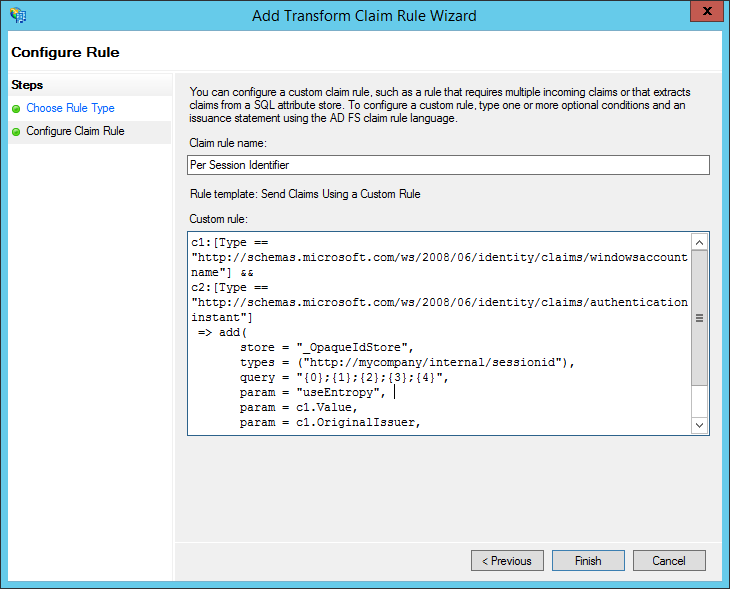 Add Transform Claim Rule Wizard
X
Configure Rule
Steps
Choose Rule Type
Configure Claim Rule
You can configure a custom claim rule, such as a rule that requires multiple incoming claims or that extracts
claims from a SQL attribute store. To configure a custom rule, type one or more optional conditions and an
issuance statement using the AD FS claim rule language.
Claim rule name:
Per Session Identifier
Rule template: Send Claims Using a Custom Rule
Custom rule:
c1:[Type ==
"http://schemas.microsoft.com/ws/2008/06/identity/claims/windowsaccount
name"] &&
c2:[Type ==
"http://schemas.microsoft.com/ws/2008/06/identity/claims/authentication
instant"]
=> add(
store = "_OpaqueIdStore",
types = ("http://mycompany/internal/sessionid"),
query = "{0};{1};{2};{3};{4}",
param = "useEntropy",
param = c1.Value,
param = c1.OriginalIssuer,
< Previous
Finish
Cancel